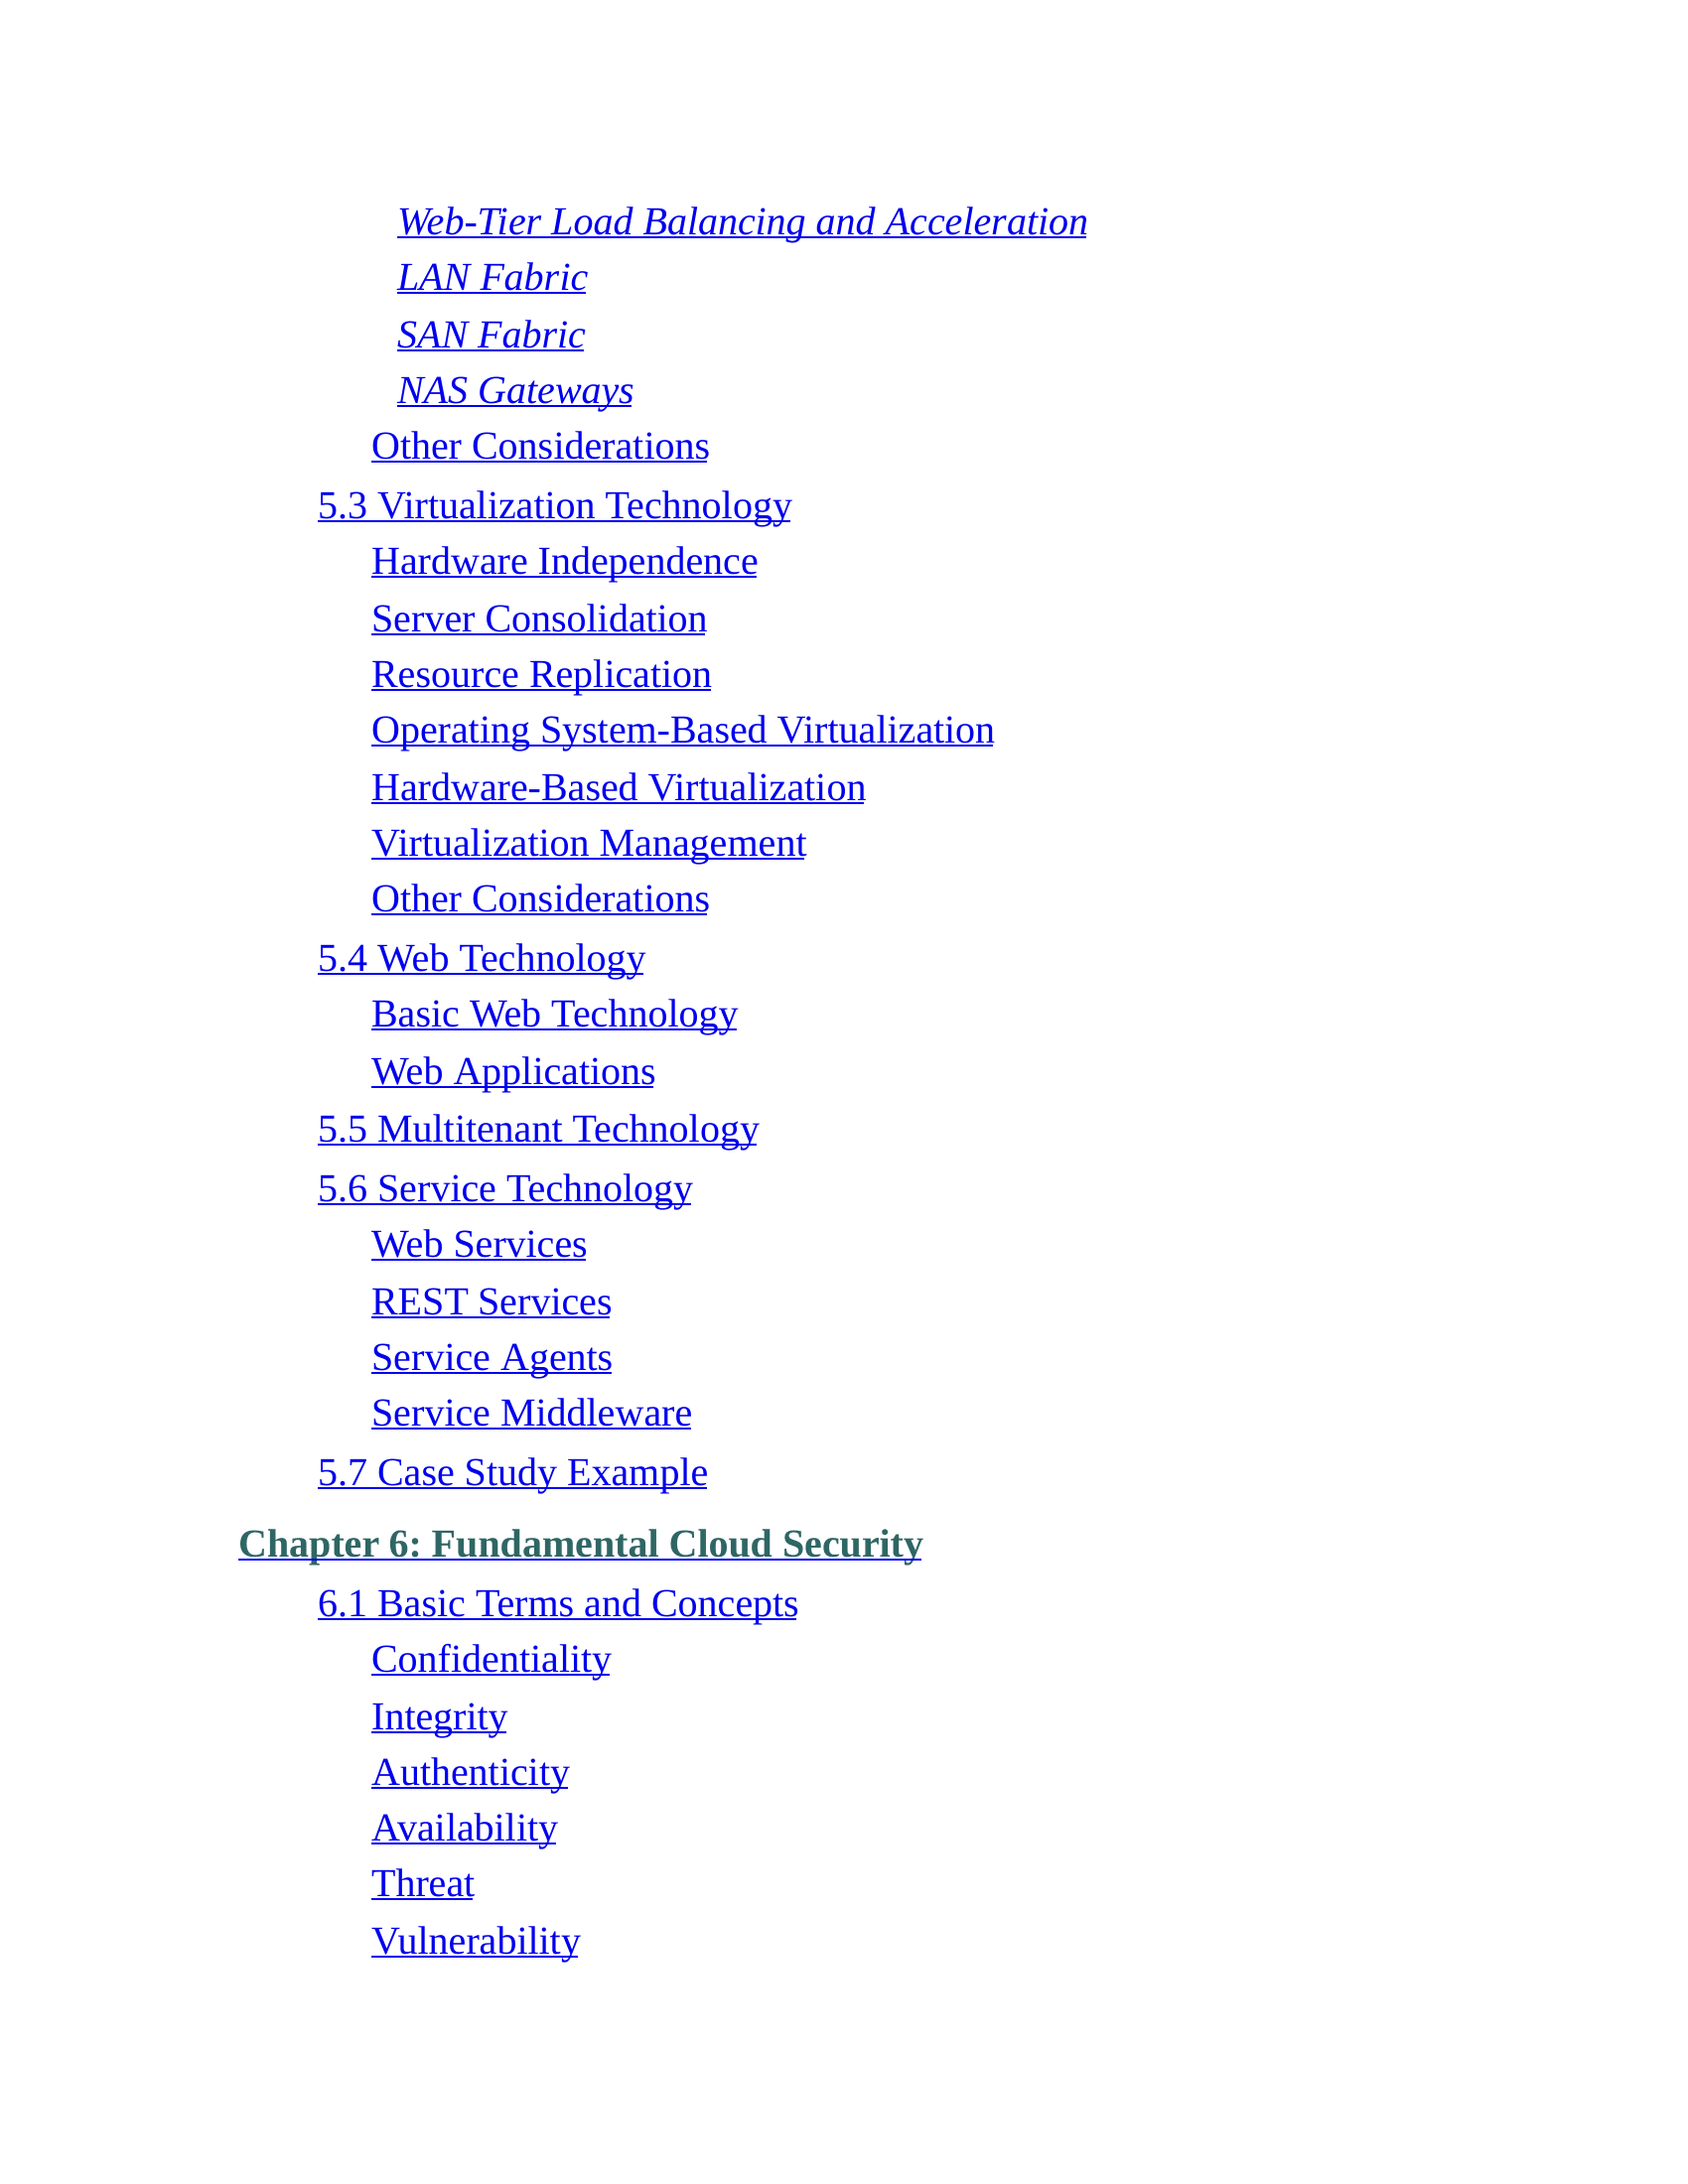 Web-Tier Load Balancing and Acceleration
LAN Fabric
SAN Fabric
NAS Gateways
Other Considerations
5.3 Virtualization Technology
Hardware Independence
Server Consolidation
Resource Replication
Operating System-Based Virtualization
Hardware-Based Virtualization
Virtualization Management
Other Considerations
5.4 Web Technology
Basic Web Technology
Web Applications
5.5 Multitenant Technology
5.6 Service Technology
Web Services
REST Services
Service Agents
Service Middleware
5.7 Case Study Example
Chapter 6: Fundamental Cloud Security
6.1 Basic Terms and Concepts
Confidentiality
Integrity
Authenticity
Availability
Threat
Vulnerability